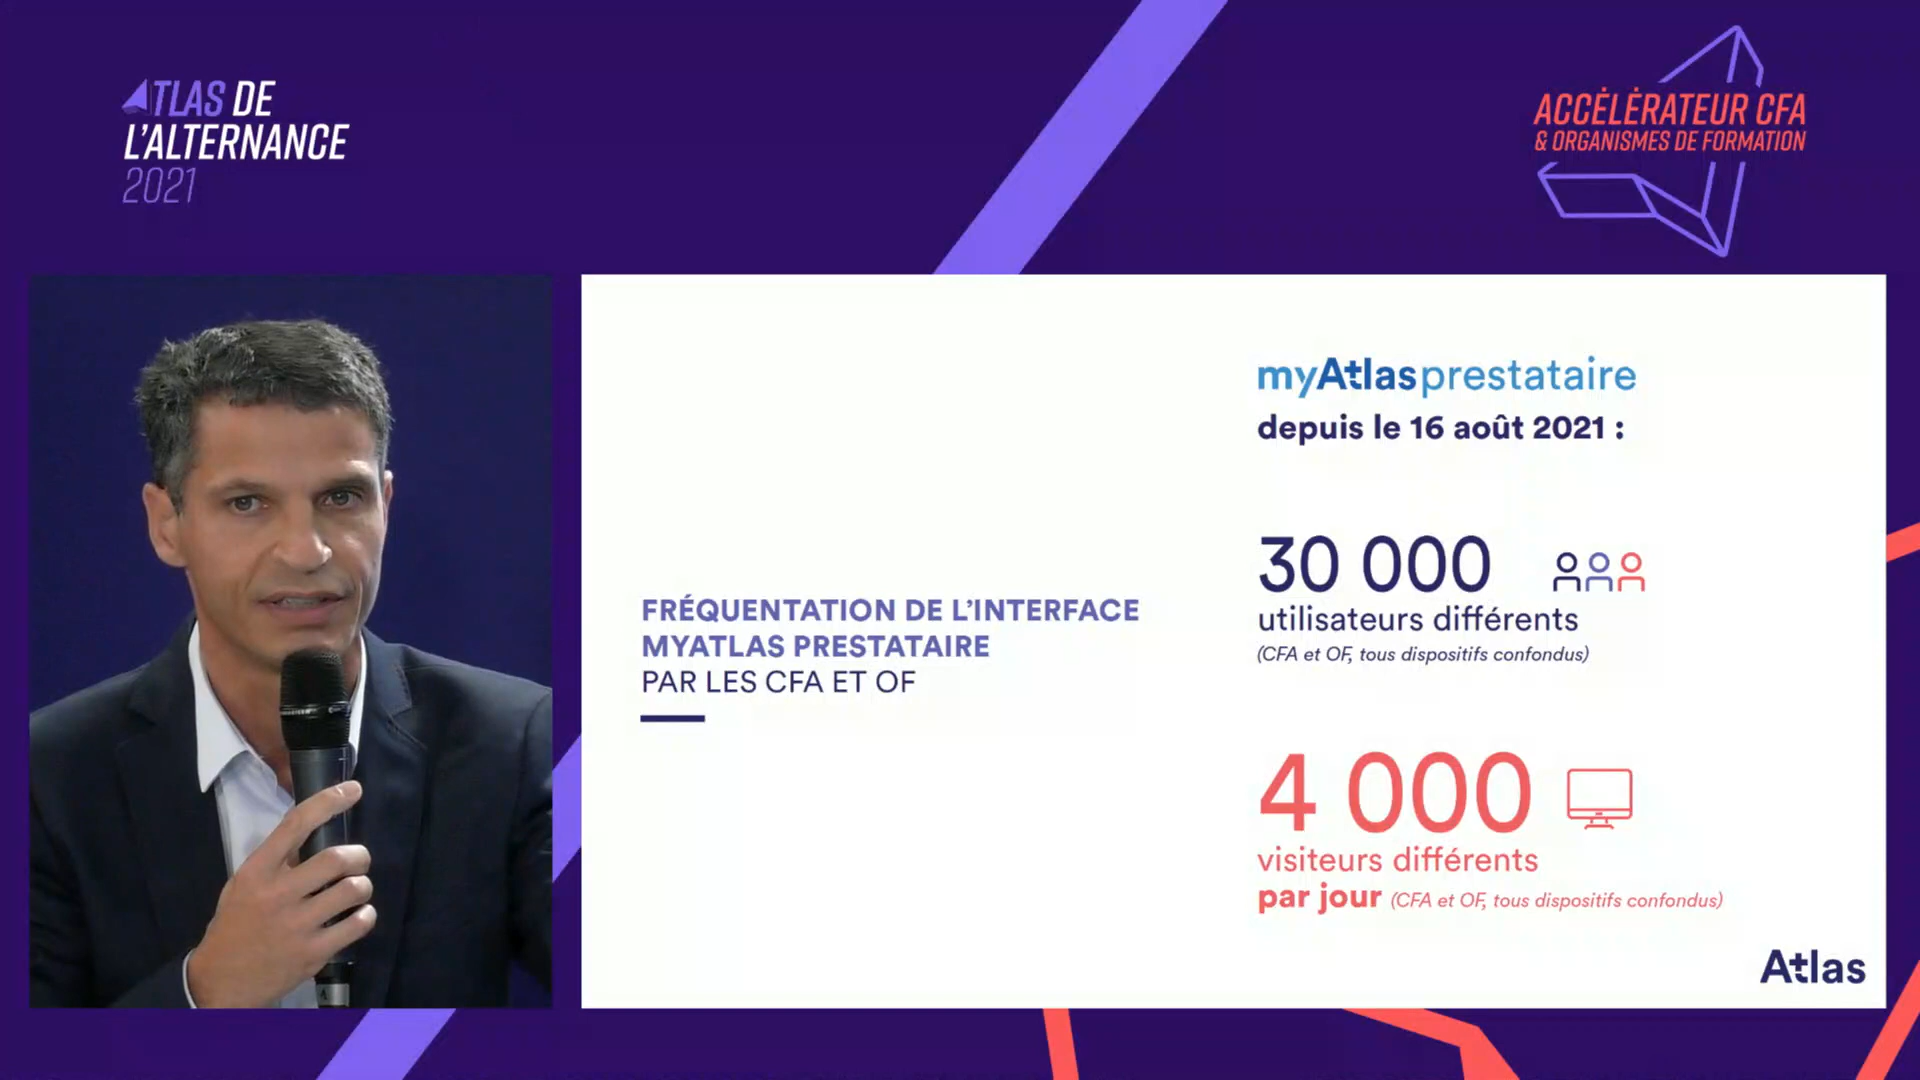 ATLAS DE
L'ALTERNANCE
2021
ACCÉLÉRATEUR CFA
& ORGANISMES DE FORMATION
FRÉQUENTATION DE L'INTERFACE
MYATLAS PRESTATAIRE
PAR LES CFA ET OF
myAtlasprestataire
depuis le 16 août 2021 :
30 000
utilisateurs différents
(CFA et OF, tous dispositifs confondus)
4 000
visiteurs différents
par jour (CFA et OF, tous dispositifs confondus)
Atlas